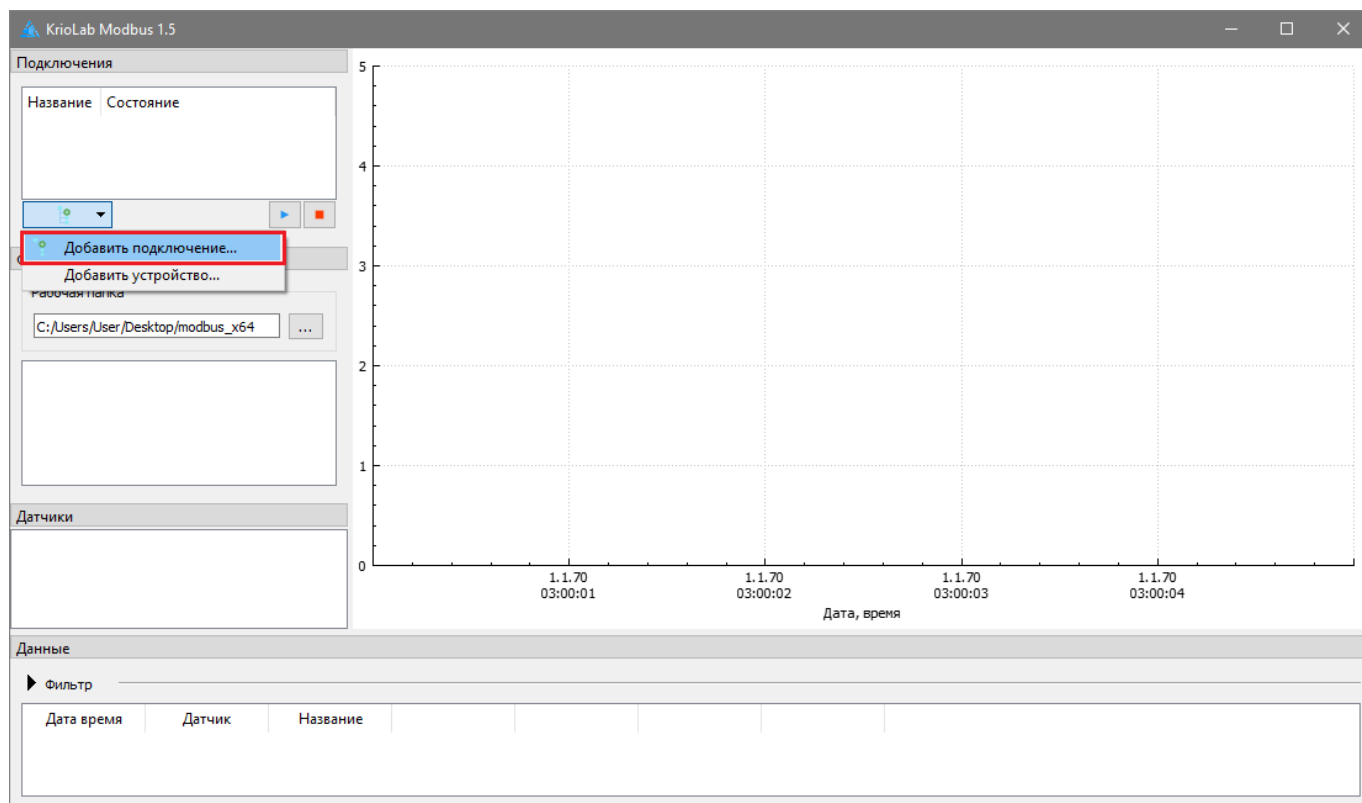 KrioLab Modbus 1.5
Подключения
Название Состояние
Добавить подключение...
Добавить устройство...
Рабочая папка
C:/Users/User/Desktop/modbus_x64 ...
Датчики
5
4
3
2
1
0
1.1.70 1.1.70 1.1.70 1.1.70
03:00:01 03:00:02 03:00:03 03:00:04
Дата, время
Данные
Фильтр
Дата время Датчик Название